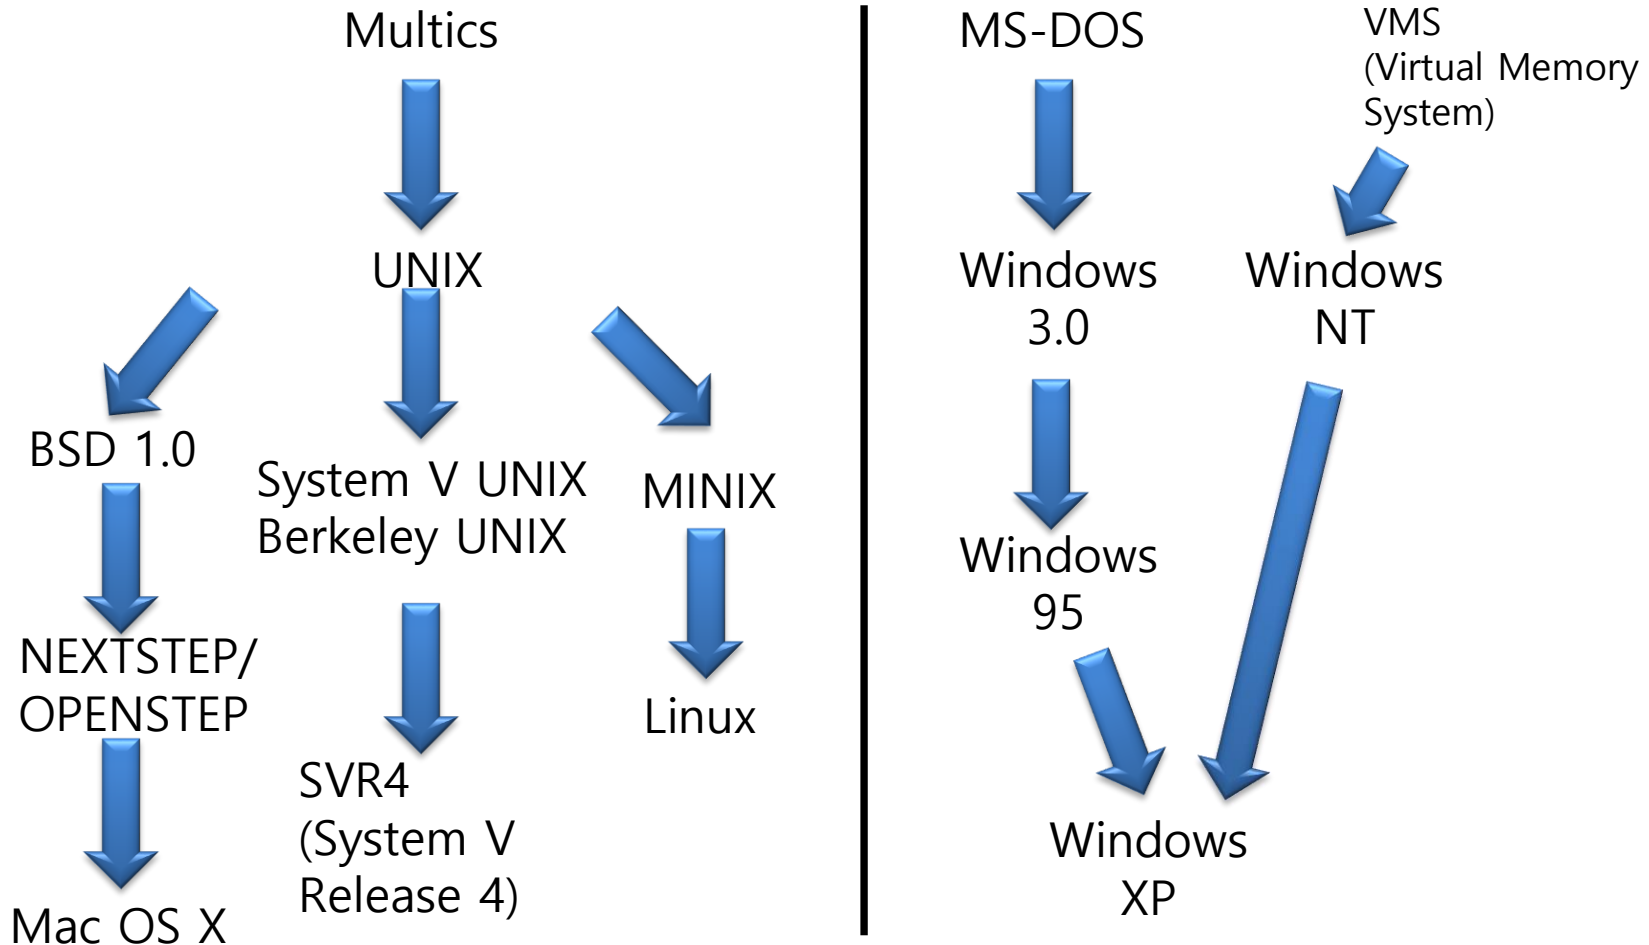 Multics
UNIX
BSD 1.0
System V UNIX
Berkeley UNIX
MINIX
NEXTSTEP/
OPENSTEP
Linux
SVR4
(System V
Release 4)
Mac OS X
MS-DOS
VMS
(Virtual Memory
System)
Windows
3.0
Windows
NT
Windows
95
Windows
XP